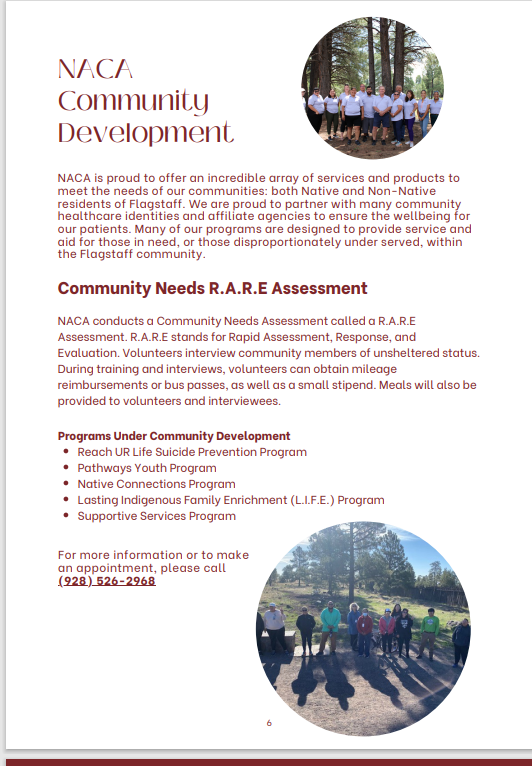 NACA
Community
Development
NACA is proud to offer an incredible array of services and products to
meet the needs of our communities: both Native and Non-Native
residents of Flagstaff. We are proud to partner with many community
healthcare identities and affiliate agencies to ensure the wellbeing for
our patients. Many of our programs are designed to provide service and
aid for those in need, or those disproportionately under served, within
the Flagstaff community.
Community Needs R.A.R.E Assessment
NACA conducts a Community Needs Assessment called a R.A.R.E
Assessment. R.A.R.E stands for Rapid Assessment, Response, and
Evaluation. Volunteers interview community members of unsheltered status.
During training and interviews, volunteers can obtain mileage
reimbursements or bus passes, as well as a small stipend. Meals will also be
provided to volunteers and interviewees.
Programs Under Community Development
• Reach UR Life Suicide Prevention Program
• Pathways Youth Program
• Native Connections Program
• Lasting Indigenous Family Enrichment (L.I.F.E.) Program
• Supportive Services Program
For more information or to make
an appointment, please call
(928) 526-2968
6